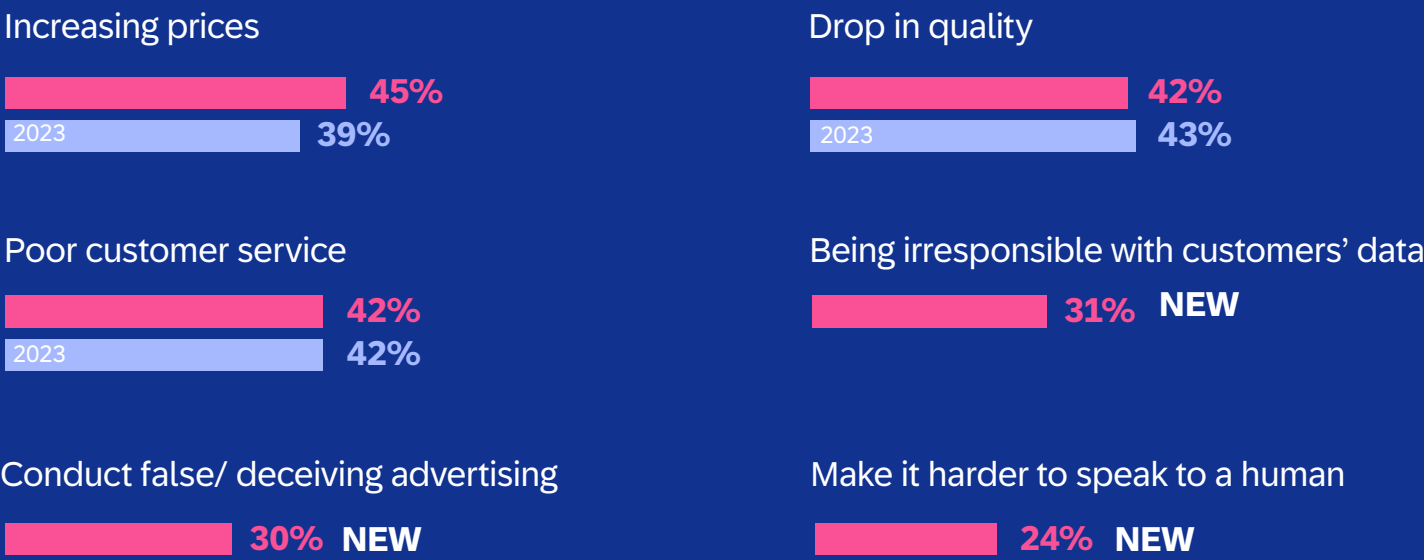 Increasing prices
45%
2023
39%
Drop in quality
42%
2023
43%
Poor customer service
42%
2023
42%
Being irresponsible with customers’ data
31% NEW
Conduct false/ deceiving advertising
30% NEW
Make it harder to speak to a human
24% NEW